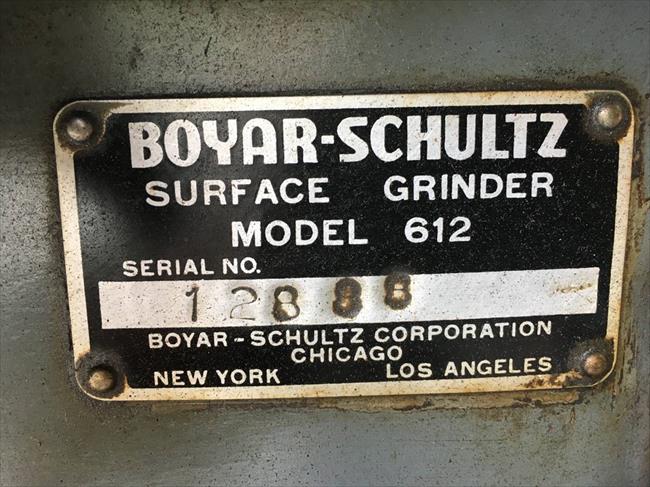 BOYAR-SCHULTZ
SURFACE GRINDER
MODEL 612
SERIAL NO.
12888
BOYAR-SCHULTZ CORPORATION
CHICAGO
NEW YORK LOS ANGELES